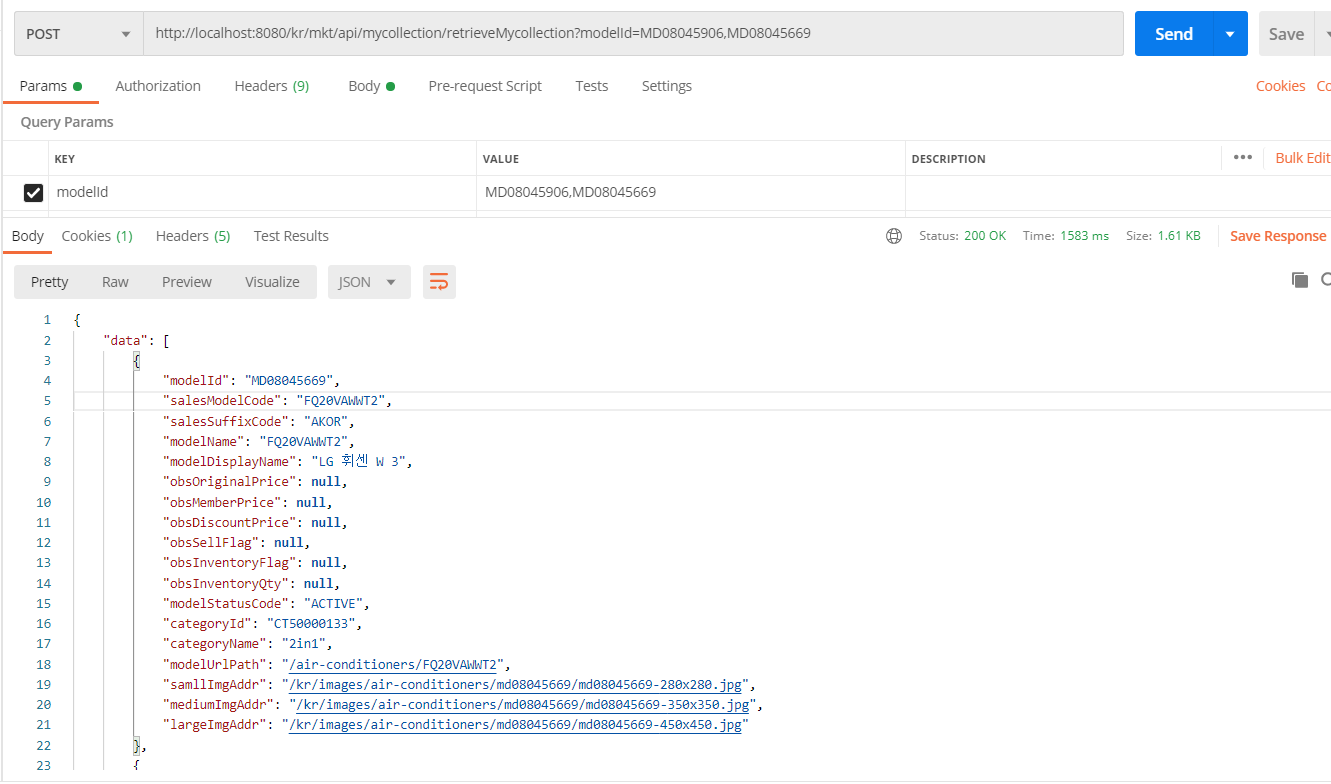 POST http://localhost:8080/kr/mkt/api/mycollection/retrieveMycollection?modelId=MD08045906,MD08045669 Send Save
Params Authorization Headers (9) Body Pre-request Script Tests Settings Cookies Co
Query Params
KEY VALUE DESCRIPTION ••• Bulk Edit
modelId MD08045906,MD08045669
Body Cookies (1) Headers (5) Test Results Status: 200 OK Time: 1583 ms Size: 1.61 KB Save Response
Pretty Raw Preview Visualize JSON
1 {
2 "data": [
3 {
4 "modelId": "MD08045669",
5 "salesModelCode": "FQ20VAWWT2",
6 "salesSuffixCode": "AKOR",
7 "modelName": "FQ20VAWWT2",
8 "modelDisplayName": "LG 휘센 W 3",
9 "obsOriginalPrice": null,
10 "obsMemberPrice": null,
11 "obsDiscountPrice": null,
12 "obsSellFlag": null,
13 "obsInventoryFlag": null,
14 "obsInventoryQty": null,
15 "modelStatusCode": "ACTIVE",
16 "categoryId": "CT50000133",
17 "categoryName": "2in1",
18 "modelUrlPath": "/air-conditioners/FQ20VAWWT2",
19 "samllImgAddr": "/kr/images/air-conditioners/md08045669/md08045669-280x280.jpg",
20 "mediumImgAddr": "/kr/images/air-conditioners/md08045669/md08045669-350x350.jpg",
21 "largeImgAddr": "/kr/images/air-conditioners/md08045669/md08045669-450x450.jpg"
22 },
23 {